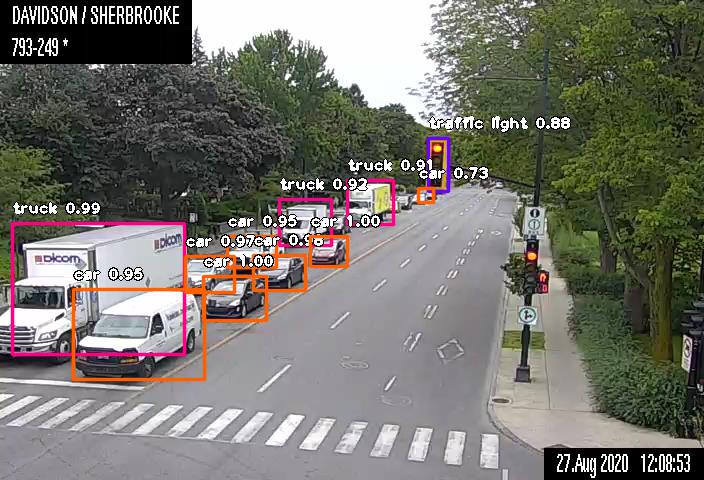 DAVIDSON / SHERBROOKE
793-249 *
traffic light 0.88
truck 0.91
car 0.73
truck 0.92
truck 0.99
car 0.95
car 1.00
car 0.97
car 0.98
car 1.00
car 0.95
DICOM
DICOM
27.Aug 2020 12:08:53